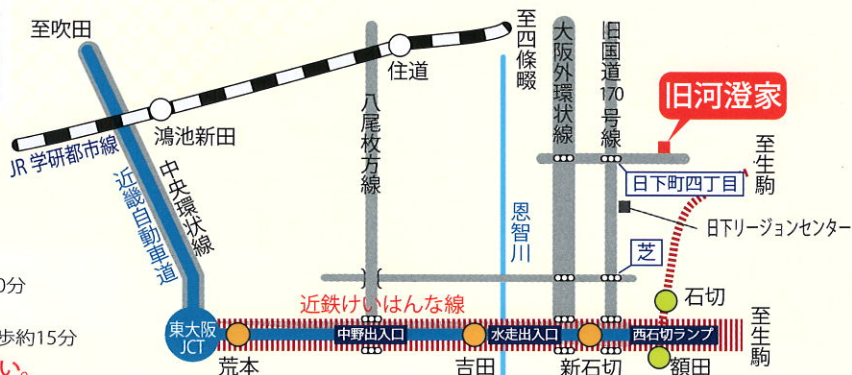 至吹田
JR 学研都市線
鴻池新田
住道
至四條畷
近畿自動車道
中央環状線
八尾枚方線
恩智川
大阪外環状線
旧国道170号線
旧河澄家
至生駒
日下町四丁目
日下リージョンセンター
芝
石切
近鉄けいはんな線
東大阪
JCT
荒本
中野出入口
吉田
水走出入口
新石切
西石切ランプ
額田
至生駒
0分
歩約15分
い。